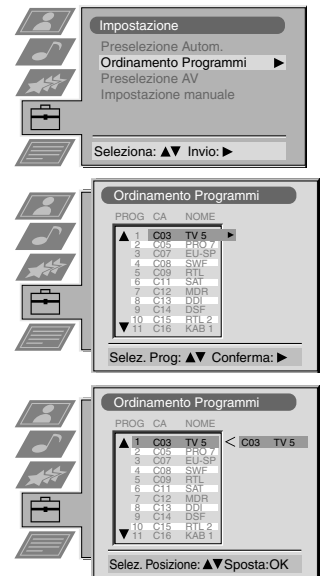 Impostazione
Preselezione Autom.
Ordinamento Programmi ▶
Preselezione AV
Impostazione manuale
Seleziona: ▲▼ Invio: ▶
Ordinamento Programmi
PROG CA NOME
▲ 1 C03 TV 5 ▶
2 C05 PRO 7
3 C07 EU-SP
4 C08 SWF
5 C09 RTL
6 C11 SAT
7 C12 MDR
8 C13 DDI
9 C14 DSF
10 C15 RTL 2
▼ 11 C16 KAB 1
Selez. Prog: ▲▼ Conferma: ▶
Ordinamento Programmi
PROG CA NOME
▲ 1 C03 TV 5 < C03 TV 5
2 C05 PRO 7
3 C07 EU-SP
4 C08 SWF
5 C09 RTL
6 C11 SAT
7 C12 MDR
8 C13 DDI
9 C14 DSF
10 C15 RTL 2
▼ 11 C16 KAB 1
Selez. Posizione: ▲▼Sposta:OK